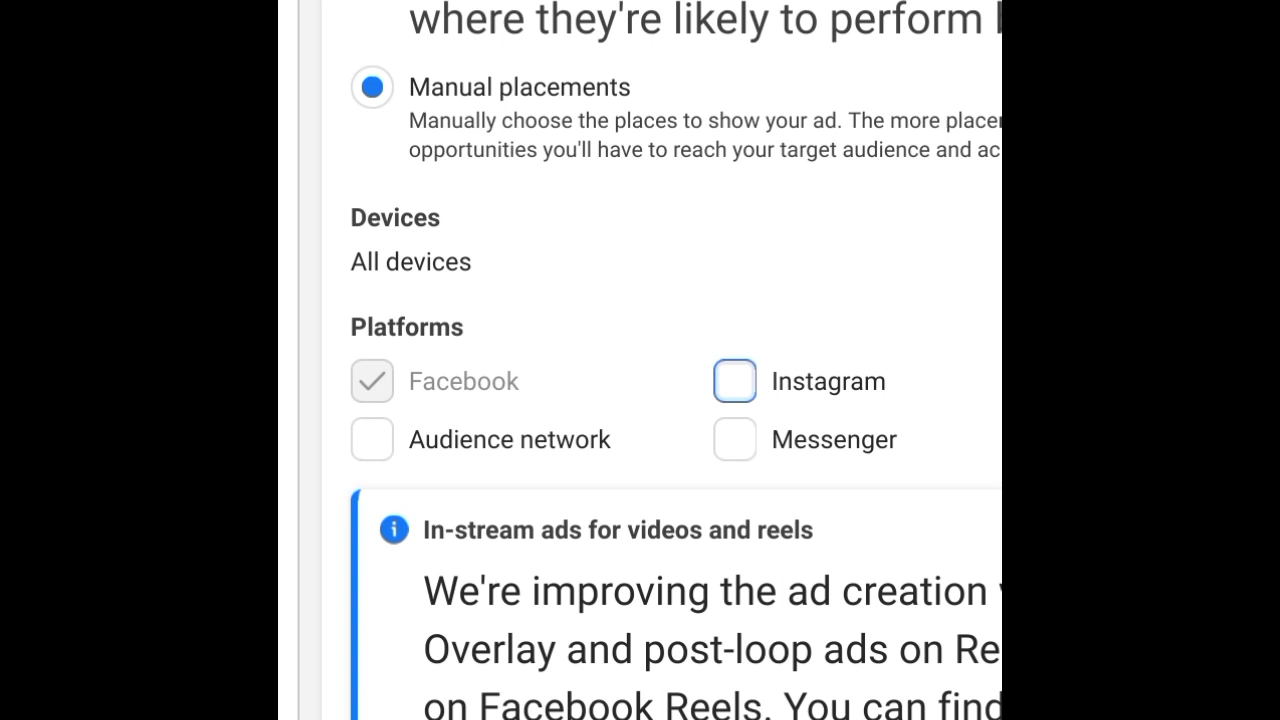 where they're likely to perform
Manual placements
Manually choose the places to show your ad. The more
opportunities you'll have to reach your target audience and
Devices
All devices
Platforms
Facebook
Instagram
Audience network
Messenger
In-stream ads for videos and reels
We're improving the ad creation
Overlay and post-loop ads on
on Facebook Reels. You can find